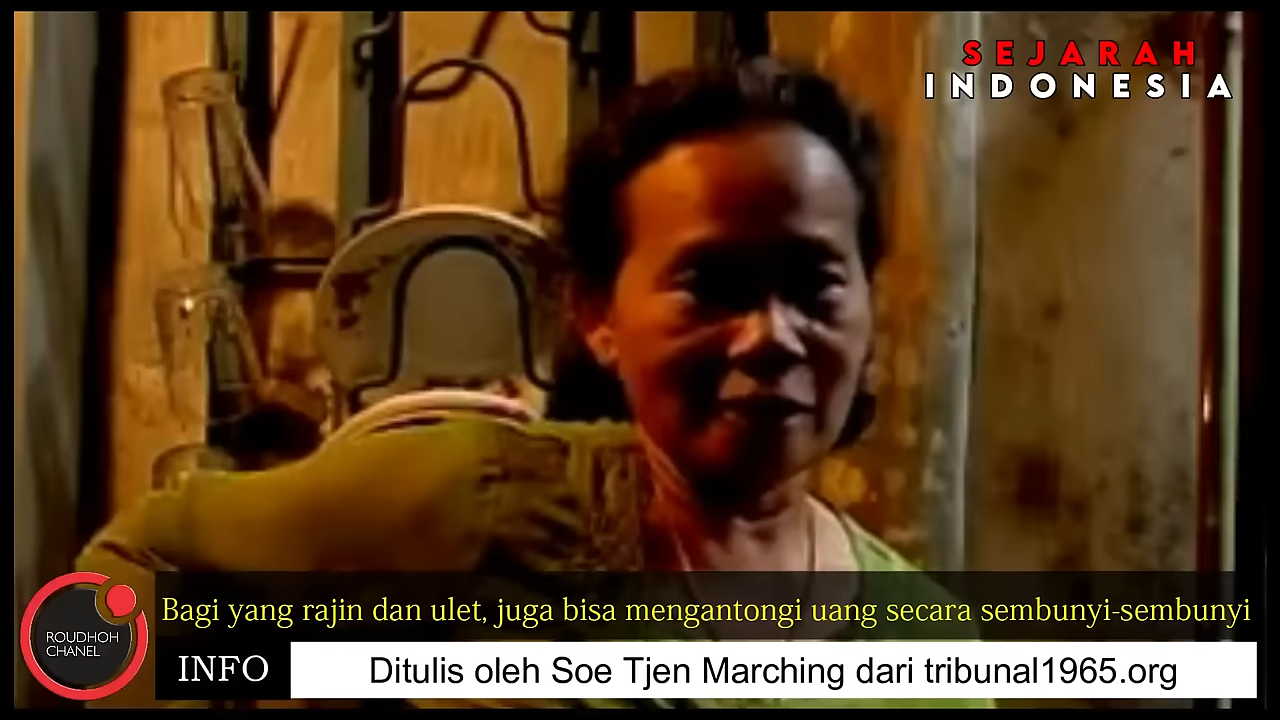 SEJARAH
INDONESIA
Bagi yang rajin dan ulet, juga bisa mengantongi uang secara sembunyi-sembunyi
ROUDHOH
CHANEL
INFO
Ditulis oleh Soe Tjen Marching dari tribunal1965.org